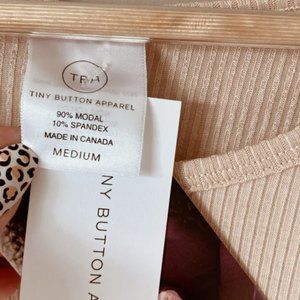 TBA
TINY BUTTON APPAREL
90% MODAL
10% SPANDEX
MADE IN CANADA
MEDIUM
NY BUTTON A